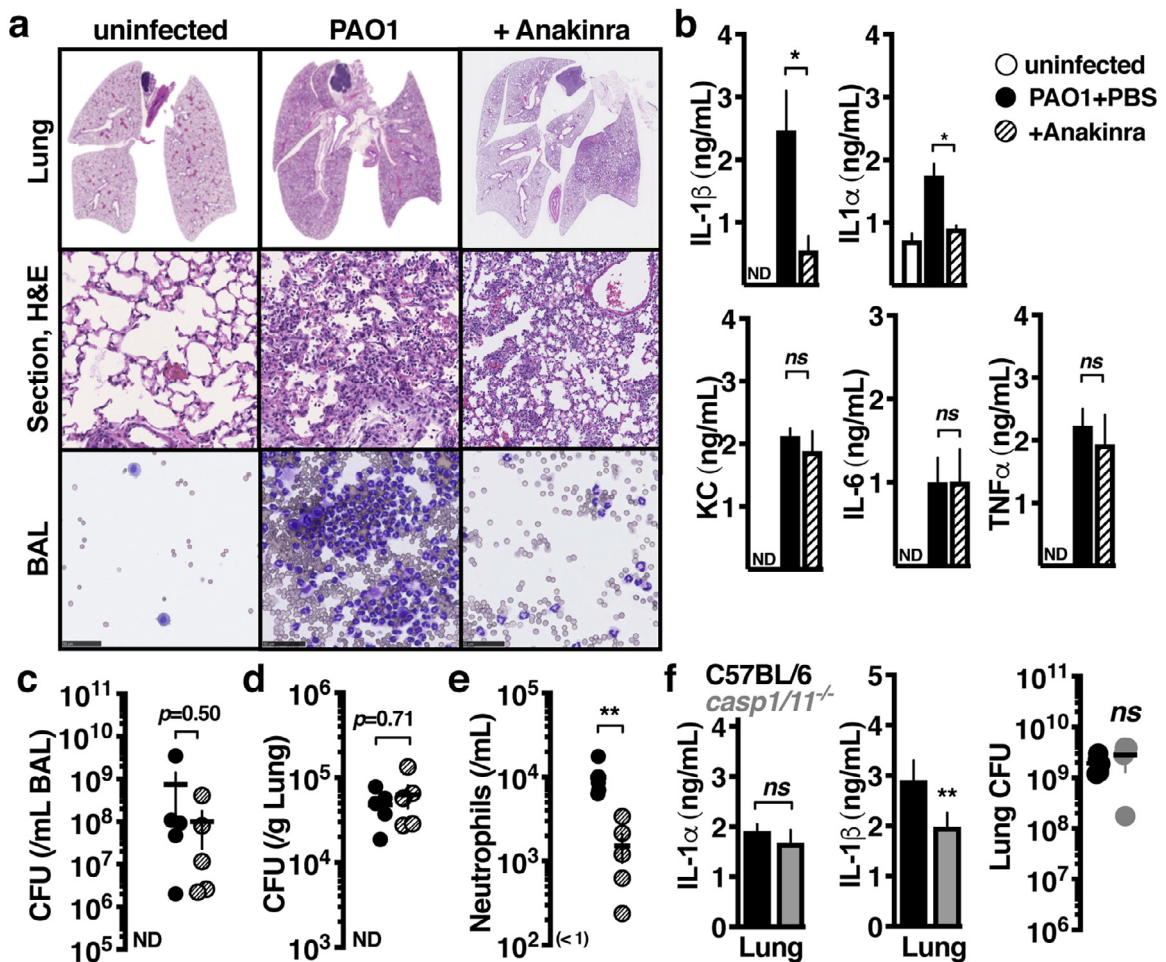 a
uninfected
PAO1
+ Anakinra
Lung
Section, H&E
BAL
b
IL-1β (ng/mL)
4
3
2
1
ND
*
IL1α (ng/mL)
4
3
2
1
*
uninfected
PAO1+PBS
+Anakinra
KC (ng/mL)
4
3
2
1
ND
ns
IL-6 (ng/mL)
3
2
1
ND
ns
TNFα (ng/mL)
4
3
2
1
ND
ns
c
CFU (/mL BAL)
10¹¹
10¹⁰
10⁹
10⁸
10⁷
10⁶
10⁵
p=0.50
ND
d
CFU (/g Lung)
10⁶
10⁵
10⁴
10³
p=0.71
ND
e
Neutrophils (/mL)
10⁵
10⁴
10³
10²
**
(< 1)
f
C57BL/6
casp1/11⁻/⁻
IL-1α (ng/mL)
4
3
2
1
0
ns
Lung
IL-1β (ng/mL)
5
4
3
2
1
0
**
Lung
Lung CFU
10¹¹
10¹⁰
10⁹
10⁸
10⁷
10⁶
10⁵
ns